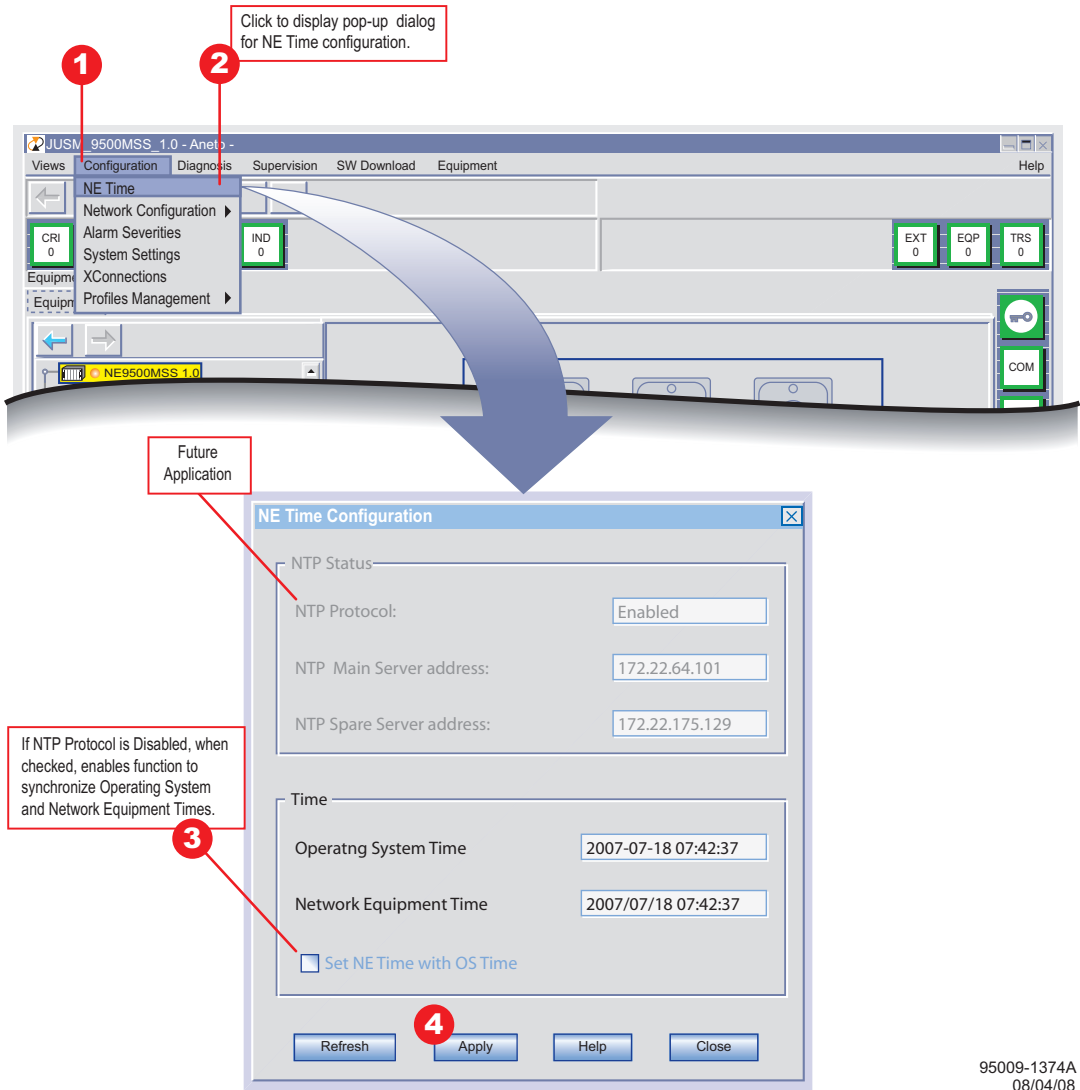 Click to display pop-up dialog
for NE Time configuration.
1
2
JUSM_9500MSS_1.0 - Aneto -
Views Configuration Diagnosis Supervision SW Download Equipment Help
NE Time
Network Configuration
Alarm Severities
System Settings
XConnections
Profiles Management
CRI
0
IND
0
EXT
0
EQP
0
TRS
0
Equipme
Equipm
NE9500MSS 1.0
COM
Future
Application
NE Time Configuration
NTP Status
NTP Protocol: Enabled
NTP Main Server address: 172.22.64.101
NTP Spare Server address: 172.22.175.129
If NTP Protocol is Disabled, when
checked, enables function to
synchronize Operating System
and Network Equipment Times.
3
Time
Operatng System Time 2007-07-18 07:42:37
Network Equipment Time 2007/07/18 07:42:37
Set NE Time with OS Time
4
Refresh Apply Help Close
95009-1374A
08/04/08